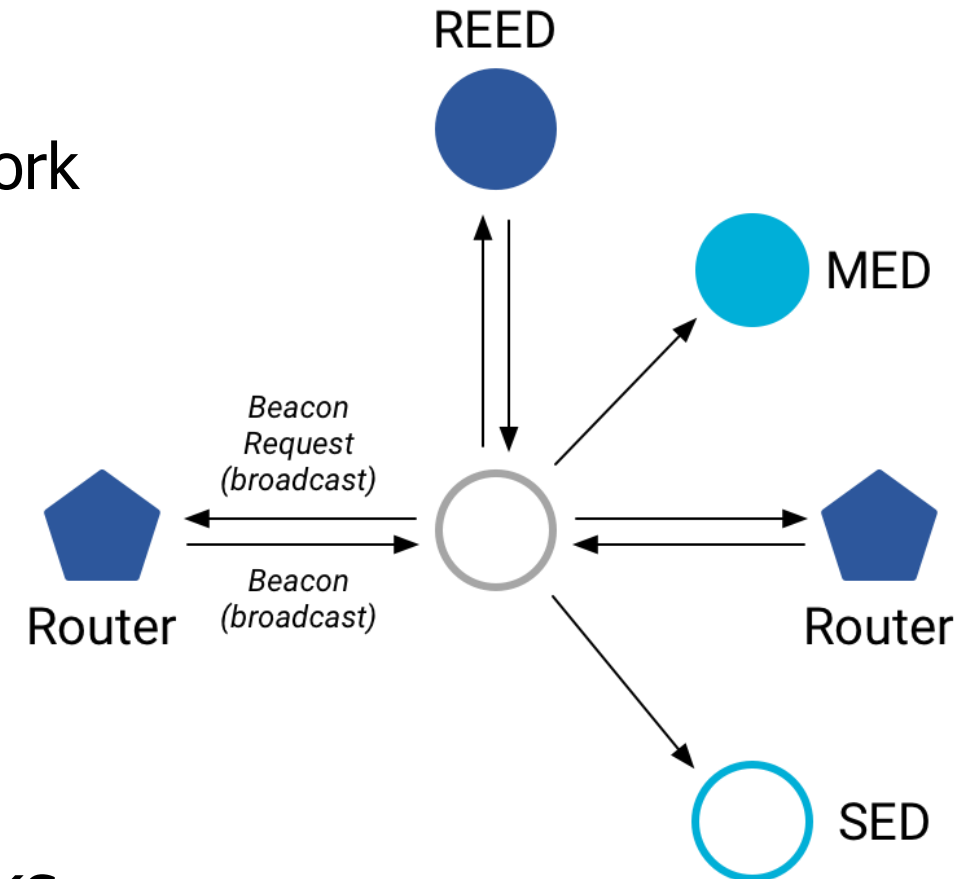 REED
ork
MED
Beacon
Request
(broadcast)
Beacon
(broadcast)
Router
Router
SED